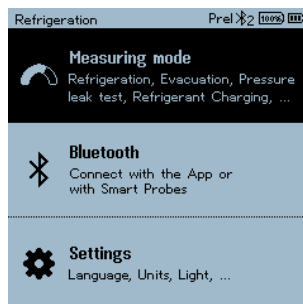 Refrigeration Prel 2 100%
Measuring mode
Refrigeration, Evacuation, Pressure
leak test, Refrigerant Charging, ...
Bluetooth
Connect with the App or
with Smart Probes
Settings
Language, Units, Light, ...